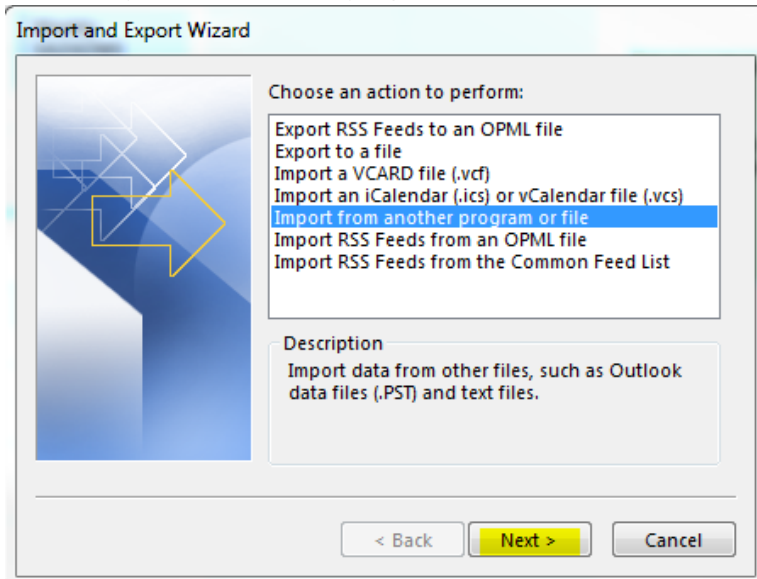 Import and Export Wizard
Choose an action to perform:
Export RSS Feeds to an OPML file
Export to a file
Import a VCARD file (.vcf)
Import an iCalendar (.ics) or vCalendar file (.vcs)
Import from another program or file
Import RSS Feeds from an OPML file
Import RSS Feeds from the Common Feed List
Description
Import data from other files, such as Outlook
data files (.PST) and text files.
< Back Next > Cancel